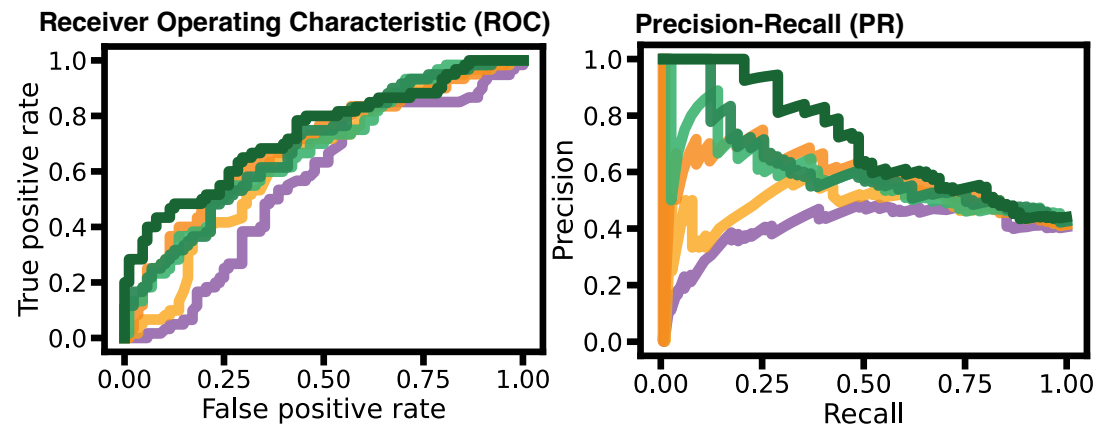 Receiver Operating Characteristic (ROC)
True positive rate
1.0
0.8
0.6
0.4
0.2
0.0
0.00 0.25 0.50 0.75 1.00
False positive rate
Precision-Recall (PR)
Precision
1.0
0.8
0.6
0.4
0.2
0.0
0.00 0.25 0.50 0.75 1.00
Recall